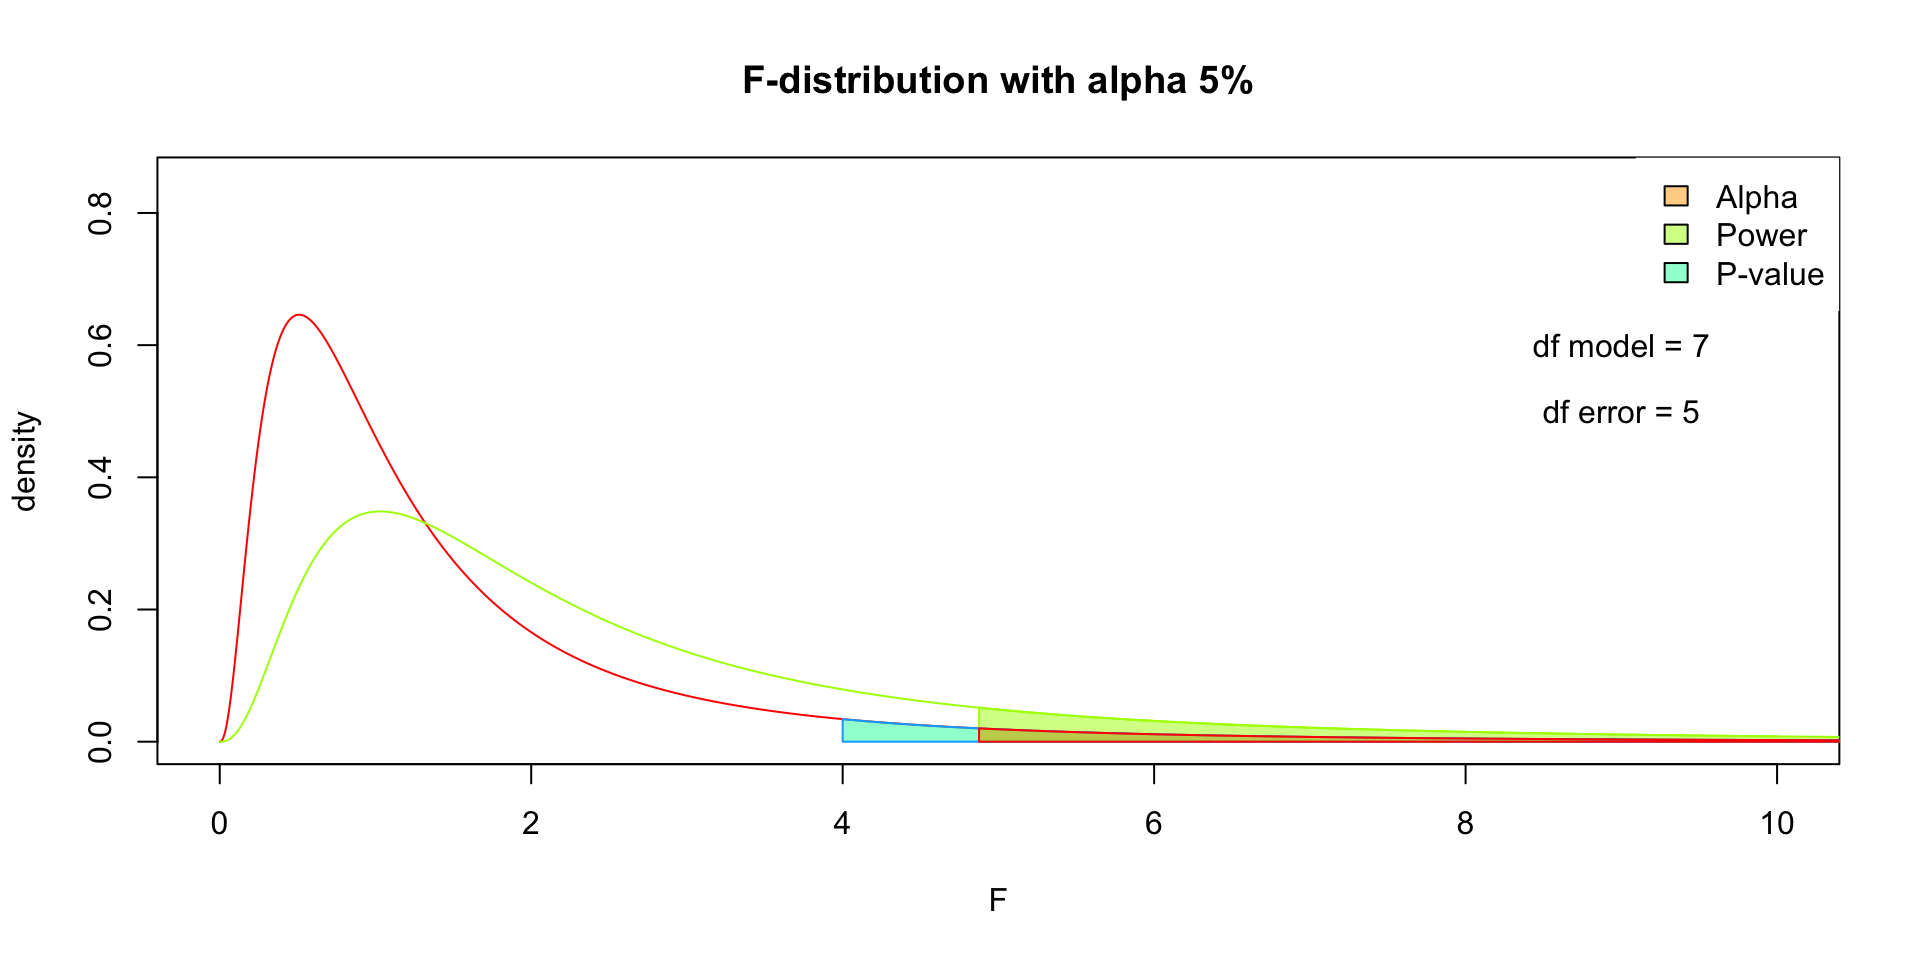 F-distribution with alpha 5%
Alpha
Power
P-value
df model = 7
df error = 5
density
0.8
0.6
0.4
0.2
0.0
0 2 4 6 8 10
F